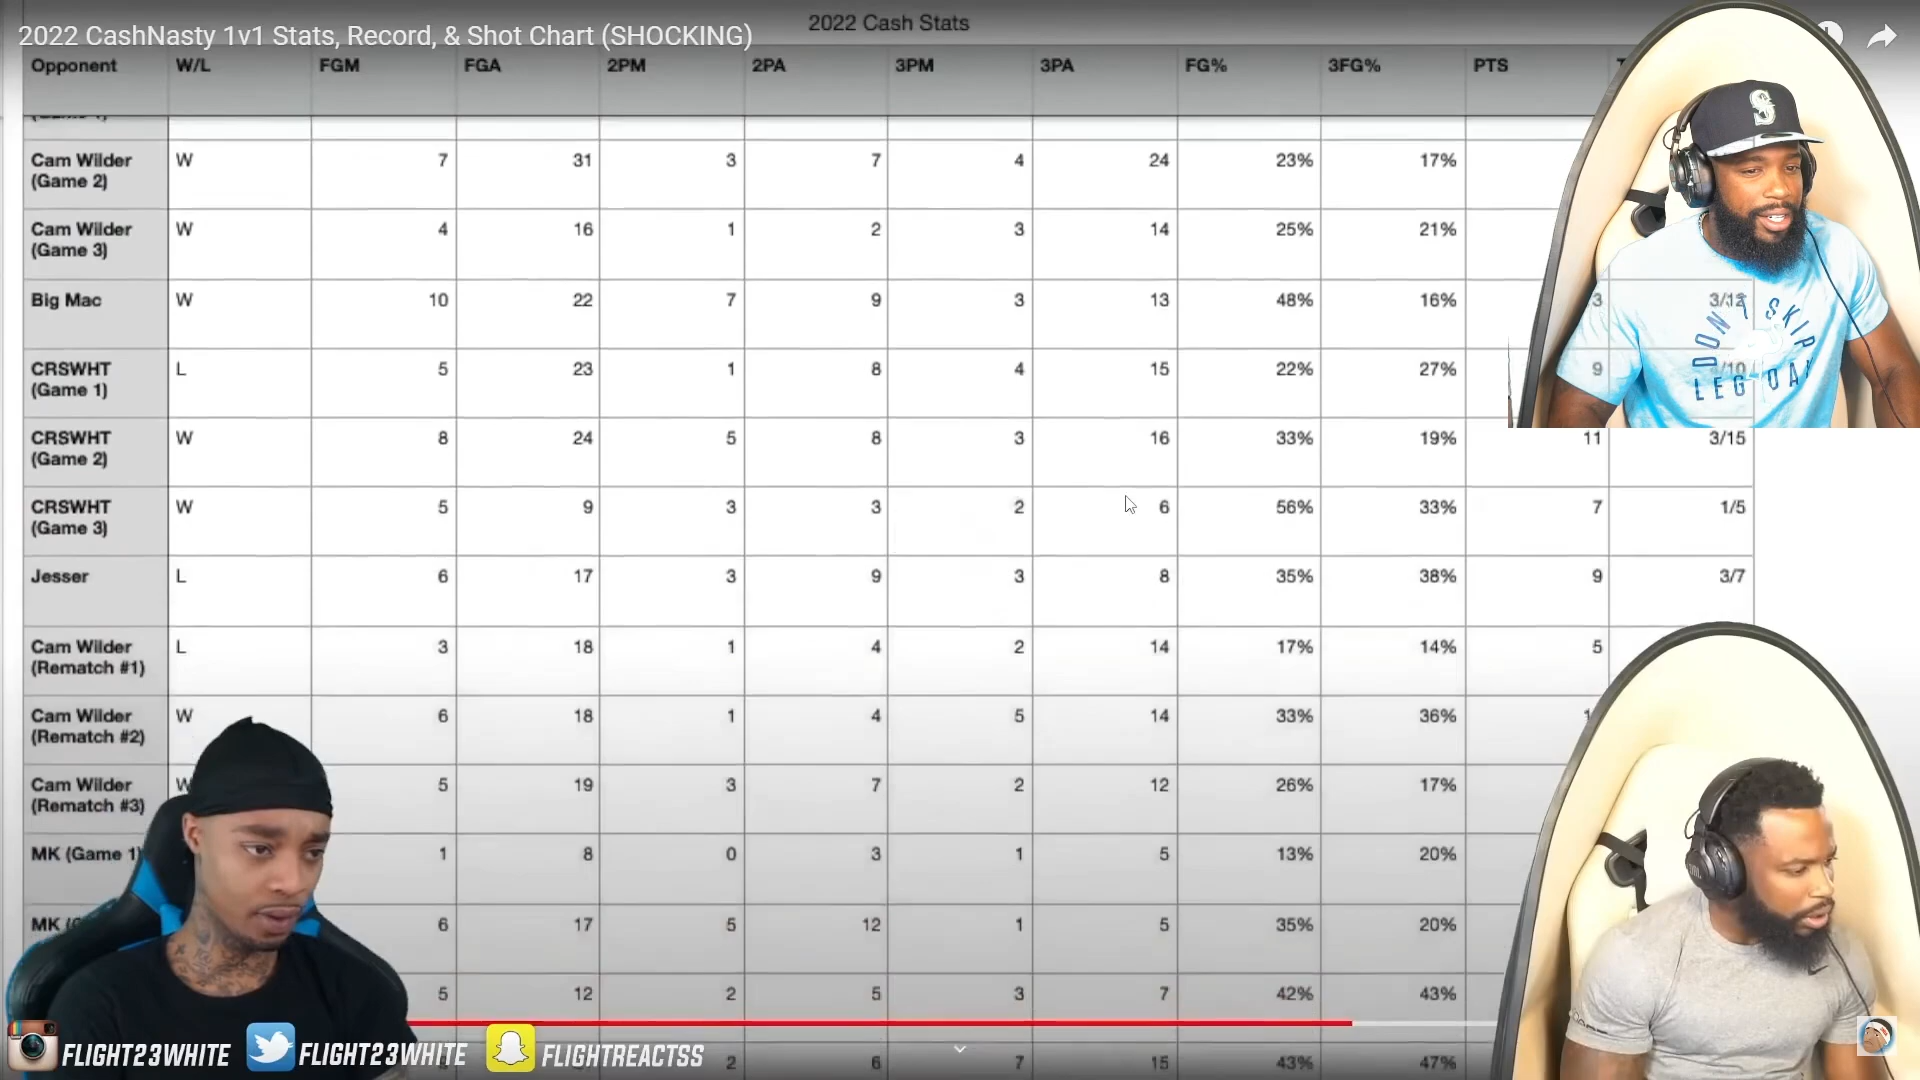 2022 Cash Stats
2022 CashNasty 1v1 Stats, Record, & Shot Chart (SHOCKING)
Opponent W/L FGM FGA 2PM 2PA 3PM 3PA FG% 3FG% PTS
Cam Wilder W 7 31 3 7 4 24 23% 17%
(Game 2)
Cam Wilder W 4 16 1 2 3 14 25% 21%
(Game 3)
Big Mac W 10 22 7 9 3 13 48% 16% 3 3/12
CRSWHT L 5 23 1 8 4 15 22% 27% 9
(Game 1)
CRSWHT W 8 24 5 8 3 16 33% 19% 11 3/15
(Game 2)
CRSWHT W 5 9 3 3 2 6 56% 33% 7 1/5
(Game 3)
Jesser L 6 17 3 9 3 8 35% 38% 9 3/7
Cam Wilder L 3 18 1 4 2 14 17% 14% 5
(Rematch #1)
Cam Wilder W 6 18 1 4 5 14 33% 36%
(Rematch #2)
Cam Wilder W 5 19 3 7 2 12 26% 17%
(Rematch #3)
MK (Game 1) 1 8 0 3 1 5 13% 20%
MK 6 17 5 12 1 5 35% 20%
5 12 2 5 3 7 42% 43%
2 6 7 15 43% 47%
S
DON'T SKIP
LEG DAY
FLIGHT23WHITE FLIGHT23WHITE FLIGHTREACTSS